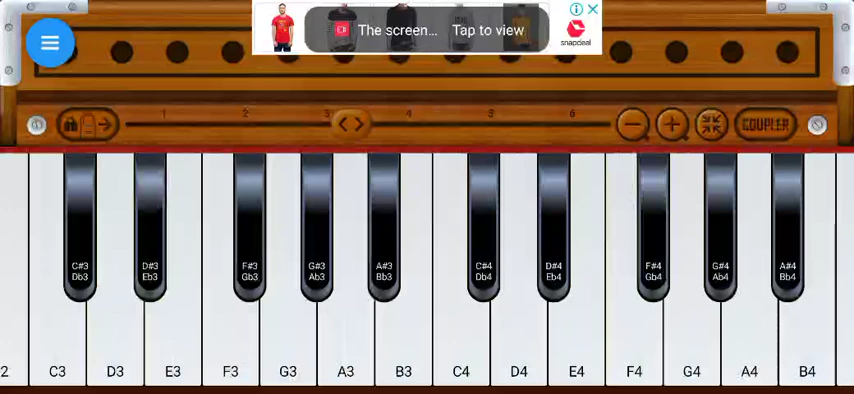 The screen... Tap to view
snapdeal
1 2 3 4 5 6
COUPLER
C#3 D#3 F#3 G#3 A#3 C#4 D#4 F#4 G#4 A#4
Db3 Eb3 Gb3 Ab3 Bb3 Db4 Eb4 Gb4 Ab4 Bb4
2 C3 D3 E3 F3 G3 A3 B3 C4 D4 E4 F4 G4 A4 B4